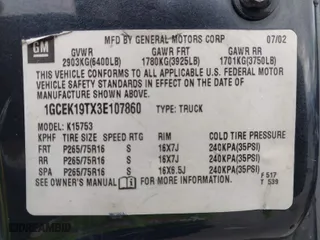 GM
MFD BY GENERAL MOTORS CORP 07/02
GVWR GAWR FRT GAWR RR
2903KG(6400LB) 1780KG(3925LB) 1701KG(3750LB)
THIS VEHICLE CONFORMS TO ALL APPLICABLE U.S. FEDERAL MOTOR
VEHICLE SAFETY STANDARDS IN EFFECT ON THE DATE OF
MANUFACTURE SHOWN ABOVE.
1GCEK19TX3E107860 TYPE: TRUCK
MODEL: K15753
TIRE SIZE SPEED RTG RIM COLD TIRE PRESSURE
FRT P265/75R16 S 16X7J 240KPA(35PSI)
RR P265/75R16 S 16X7J 240KPA(35PSI)
SPA P265/75R16 S 16X6.5J 240KPA(35PSI)
SEE OWNER'S MANUAL FOR ADDITIONAL INFORMATION.
F 517
T 539